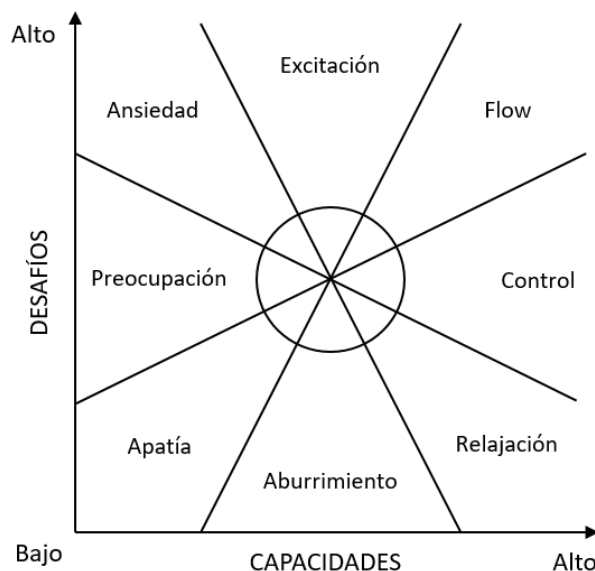 Alto
Excitación
Ansiedad
Flow
Preocupación
Control
DESAFÍOS
Apatía
Relajación
Aburrimiento
Bajo
CAPACIDADES
Alto